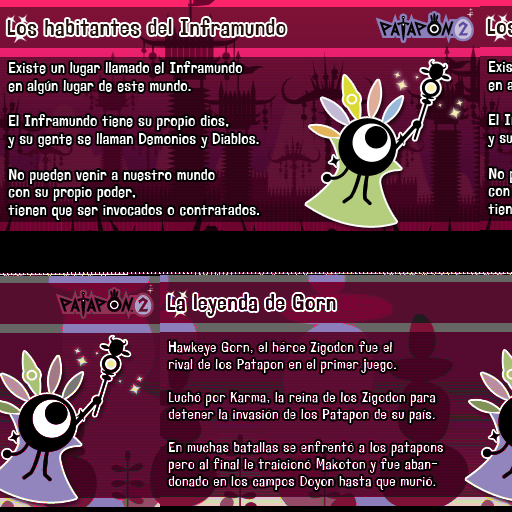 Los habitantes del Inframundo
PATAPON 2
Los
Existe un lugar llamado el Inframundo
en algún lugar de este mundo.
El Inframundo tiene su propio dios,
y su gente se llaman Demonios y Diablos.
No pueden venir a nuestro mundo
con su propio poder,
tienen que ser invocados o contratados.
PATAPON 2
La leyenda de Gorn
Hawkeye Gorn, el héroe Zigodon fue el
rival de los Patapon en el primer juego.
Luchó por Karma, la reina de los Zigodon para
detener la invasión de los Patapon de su país.
En muchas batallas se enfrentó a los patapons
pero al final le traicionó Makoton y fue aban-
donado en los campos Doyon hasta que murió.